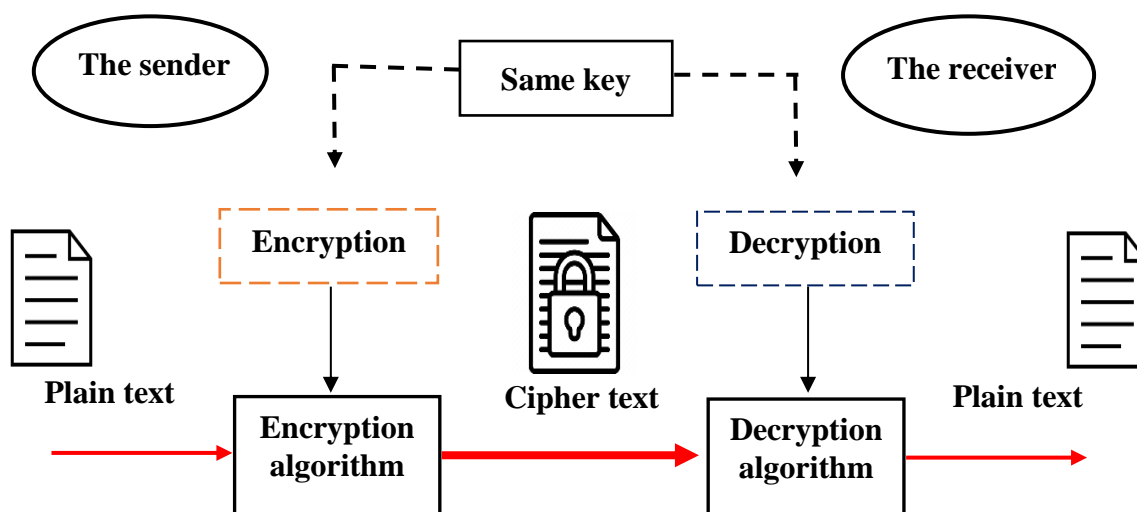 The sender
Same key
The receiver
Encryption
Decryption
Plain text
Cipher text
Plain text
Encryption
algorithm
Decryption
algorithm